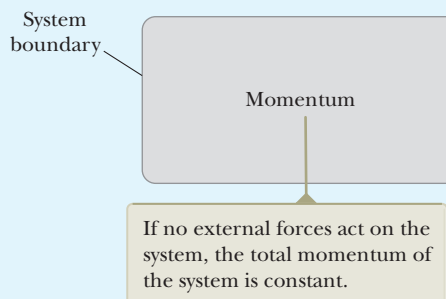 System
boundary
Momentum
If no external forces act on the
system, the total momentum of
the system is constant.